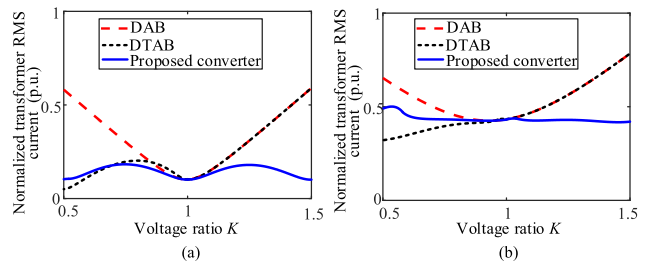 Normalized transformer RMS
current (p.u.)
1
0.5
0
DAB
DTAB
Proposed converter
0.5
1
1.5
Voltage ratio K
(a)
Normalized transformer RMS
current (p.u.)
1
0.5
0
DAB
DTAB
Proposed converter
0.5
1
1.5
Voltage ratio K
(b)